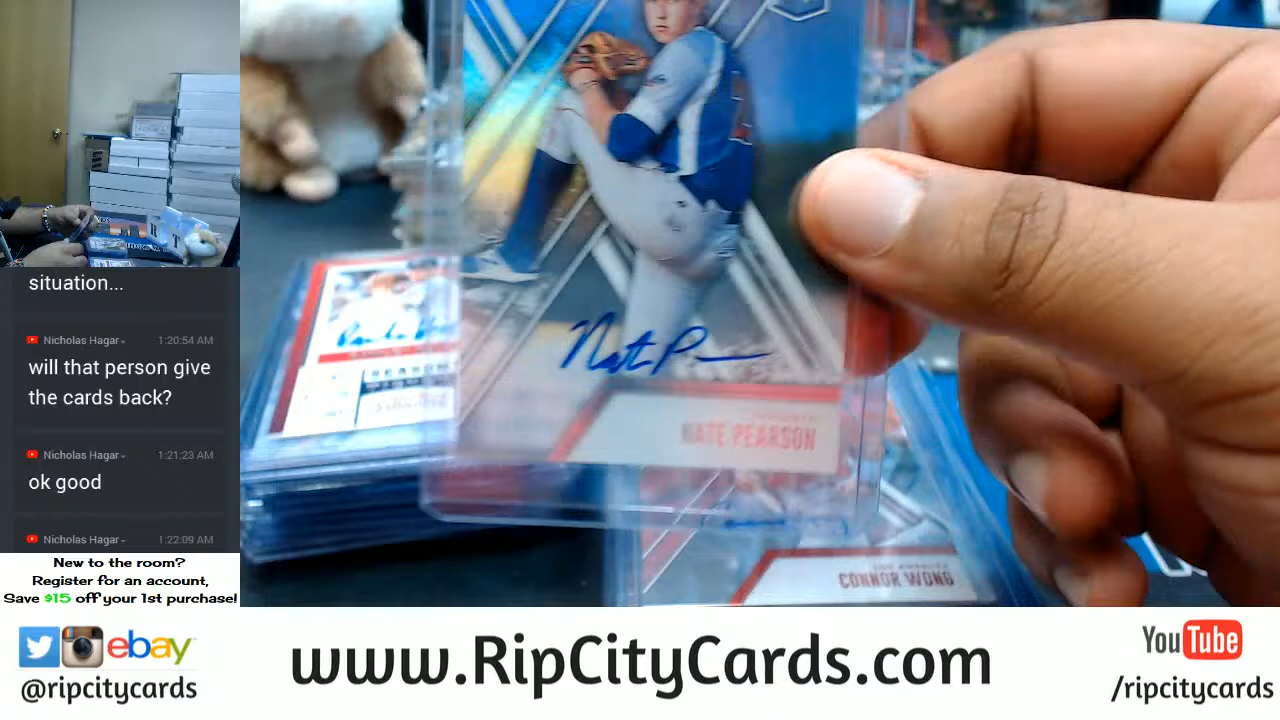 situation...
Nicholas Hagar
1:20:54 AM
will that person give
the cards back?
Nicholas Hagar
1:21:23 AM
ok good
Nicholas Hagar
1:22:09 AM
New to the room?
Register for an account,
Save $15 off your 1st purchase!
NATE PEARSON
SEASON
CONNOR WONG
ebay
@ripcitycards
www.RipCityCards.com
YouTube
/ripcitycards